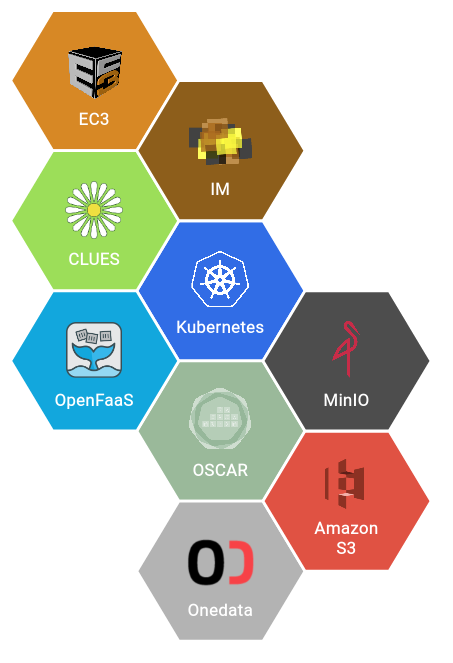 EC3
IM
CLUES
Kubernetes
OpenFaaS
MinIO
OSCAR
Amazon
S3
Onedata